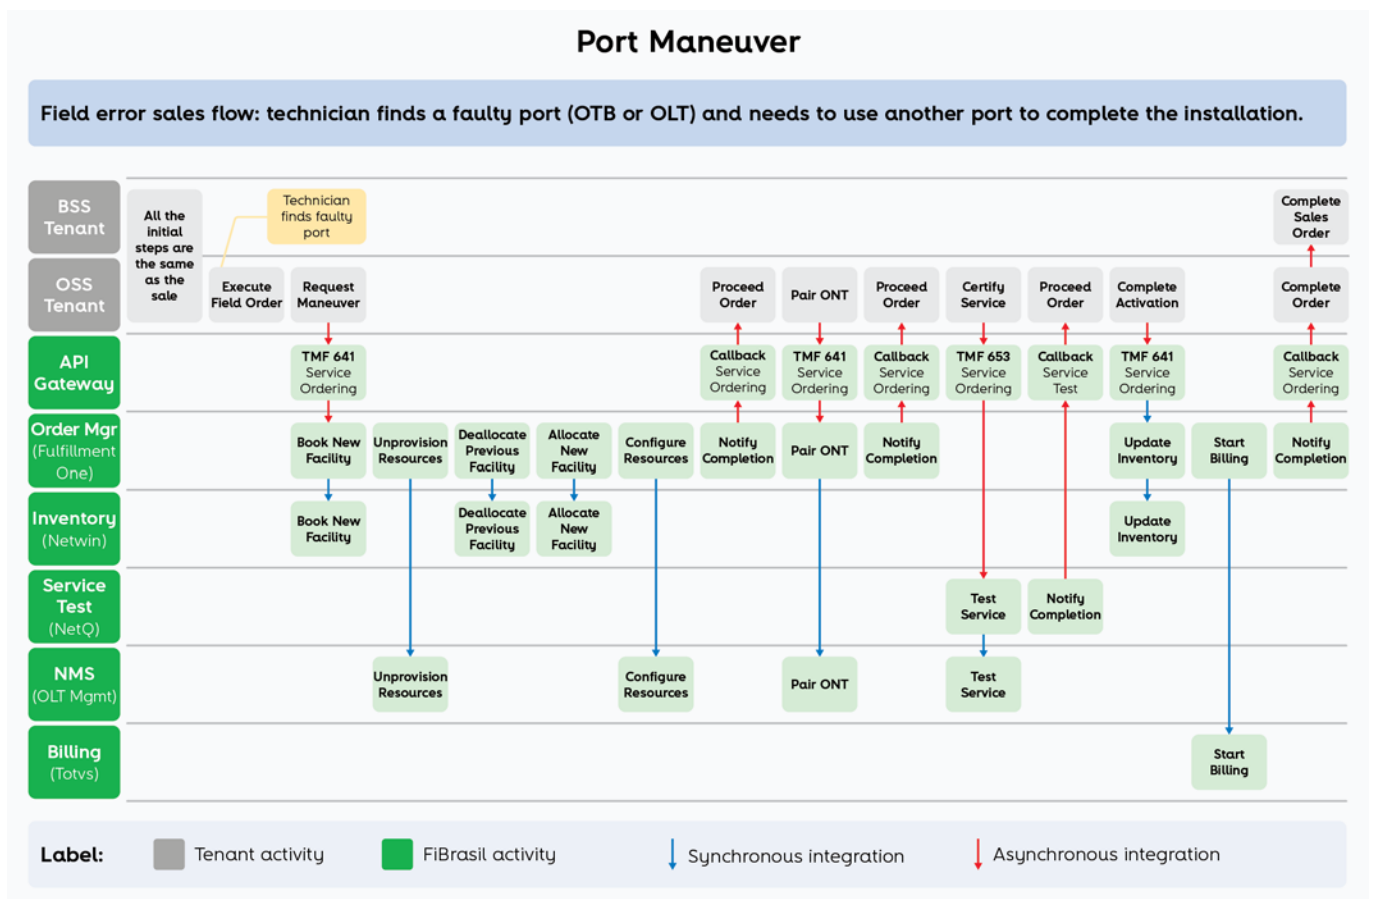 Port Maneuver
Field error sales flow: technician finds a faulty port (OTB or OLT) and needs to use another port to complete the installation.
BSS
Tenant
All the
initial
steps are
the same
as the
sale
Technician
finds faulty
port
Complete
Sales
Order
OSS
Tenant
Execute
Field Order
Request
Maneuver
Proceed
Order
Pair ONT
Proceed
Order
Certify
Service
Proceed
Order
Complete
Activation
Complete
Order
API
Gateway
TMF 641
Service
Ordering
Callback
Service
Ordering
TMF 641
Service
Ordering
Callback
Service
Ordering
TMF 653
Service
Ordering
Callback
Service
Test
TMF 641
Service
Ordering
Callback
Service
Ordering
Order Mgr
(Fulfillment
One)
Book New
Facility
Unprovision
Resources
Deallocate
Previous
Facility
Allocate
New
Facility
Configure
Resources
Notify
Completion
Pair ONT
Notify
Completion
Update
Inventory
Start
Billing
Notify
Completion
Inventory
(Netwin)
Book New
Facility
Deallocate
Previous
Facility
Allocate
New
Facility
Update
Inventory
Service
Test
(NetQ)
Test
Service
Notify
Completion
NMS
(OLT Mgmt)
Unprovision
Resources
Configure
Resources
Pair ONT
Test
Service
Billing
(Totvs)
Start
Billing
Label:
Tenant activity
FiBrasil activity
Synchronous integration
Asynchronous integration